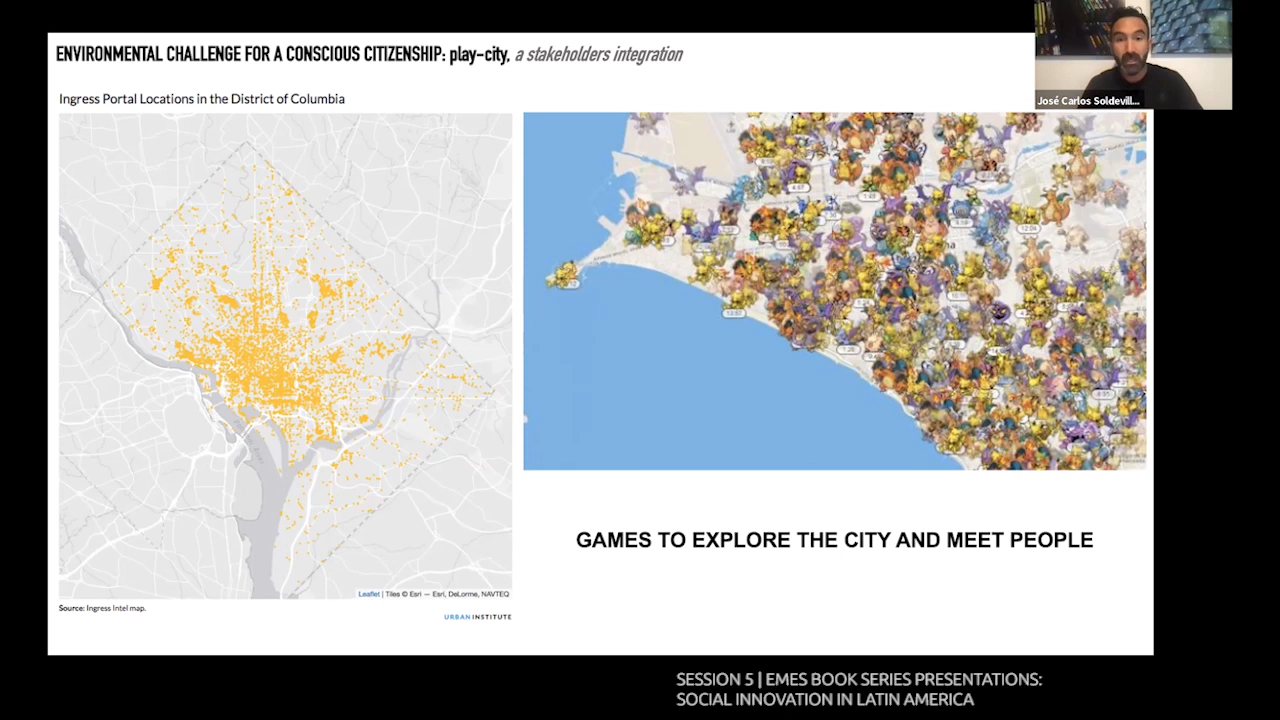 ENVIRONMENTAL CHALLENGE FOR A CONSCIOUS CITIZENSHIP: play-city, a stakeholders integration
José Carlos Soldevill...
Ingress Portal Locations in the District of Columbia
GAMES TO EXPLORE THE CITY AND MEET PEOPLE
Leaflet | Tiles © Esri — Esri, DeLorme, NAVTEQ
Source: Ingress Intel map.
URBAN INSTITUTE
SESSION 5 | EMES BOOK SERIES PRESENTATIONS:
SOCIAL INNOVATION IN LATIN AMERICA